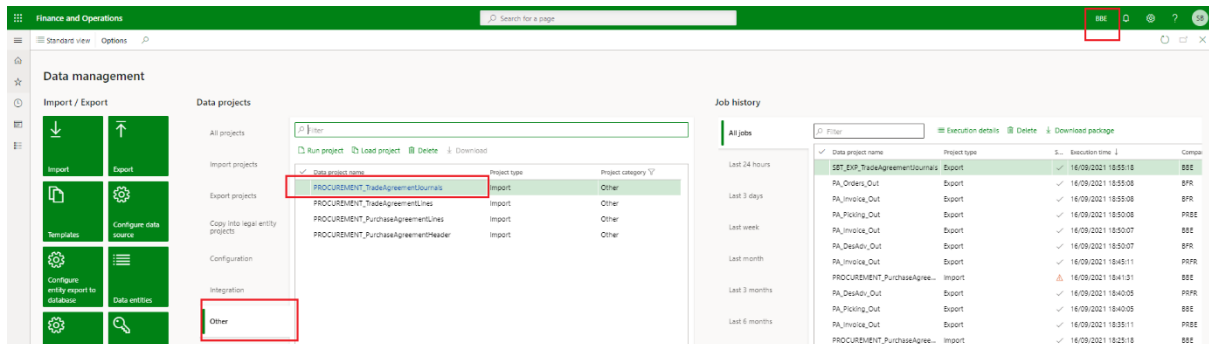 Finance and Operations
Search for a page
BBE
?
SB
Standard view Options
Data management
Import / Export
Import
Export
Templates
Configure data
source
Configure
entity export to
database
Data entities
Data projects
All projects
Import projects
Export projects
Copy into legal entity
projects
Configuration
Integration
Other
Filter
Run project Load project Delete Download
Data project name Project type Project category
PROCUREMENT_TradeAgreementJournals Import Other
PROCUREMENT_TradeAgreementLines Import Other
PROCUREMENT_PurchaseAgreementLines Import Other
PROCUREMENT_PurchaseAgreementHeader Import Other
Job history
All jobs
Last 24 hours
Last 3 days
Last week
Last month
Last 3 months
Last 6 months
Filter
Execution details Delete Download package
Data project name Project type S... Execution time ↓ Compan
SBT_EXP_TradeAgreementJournals Export 16/09/2021 18:55:18 BBE
PA_Orders_Out Export 16/09/2021 18:55:08 BFR
PA_Invoice_Out Export 16/09/2021 18:55:08 BFR
PA_Picking_Out Export 16/09/2021 18:50:08 PRBE
PA_Invoice_Out Export 16/09/2021 18:50:07 BBE
PA_DesAdv_Out Export 16/09/2021 18:50:07 BFR
PA_Invoice_Out Export 16/09/2021 18:45:11 PRFR
PROCUREMENT_PurchaseAgree... Import 16/09/2021 18:41:31 BBE
PA_DesAdv_Out Export 16/09/2021 18:40:05 PRFR
PA_Picking_Out Export 16/09/2021 18:40:05 BBE
PA_Invoice_Out Export 16/09/2021 18:35:11 PRBE
PROCUREMENT_PurchaseAgree... Import 16/09/2021 18:25:18 BBE